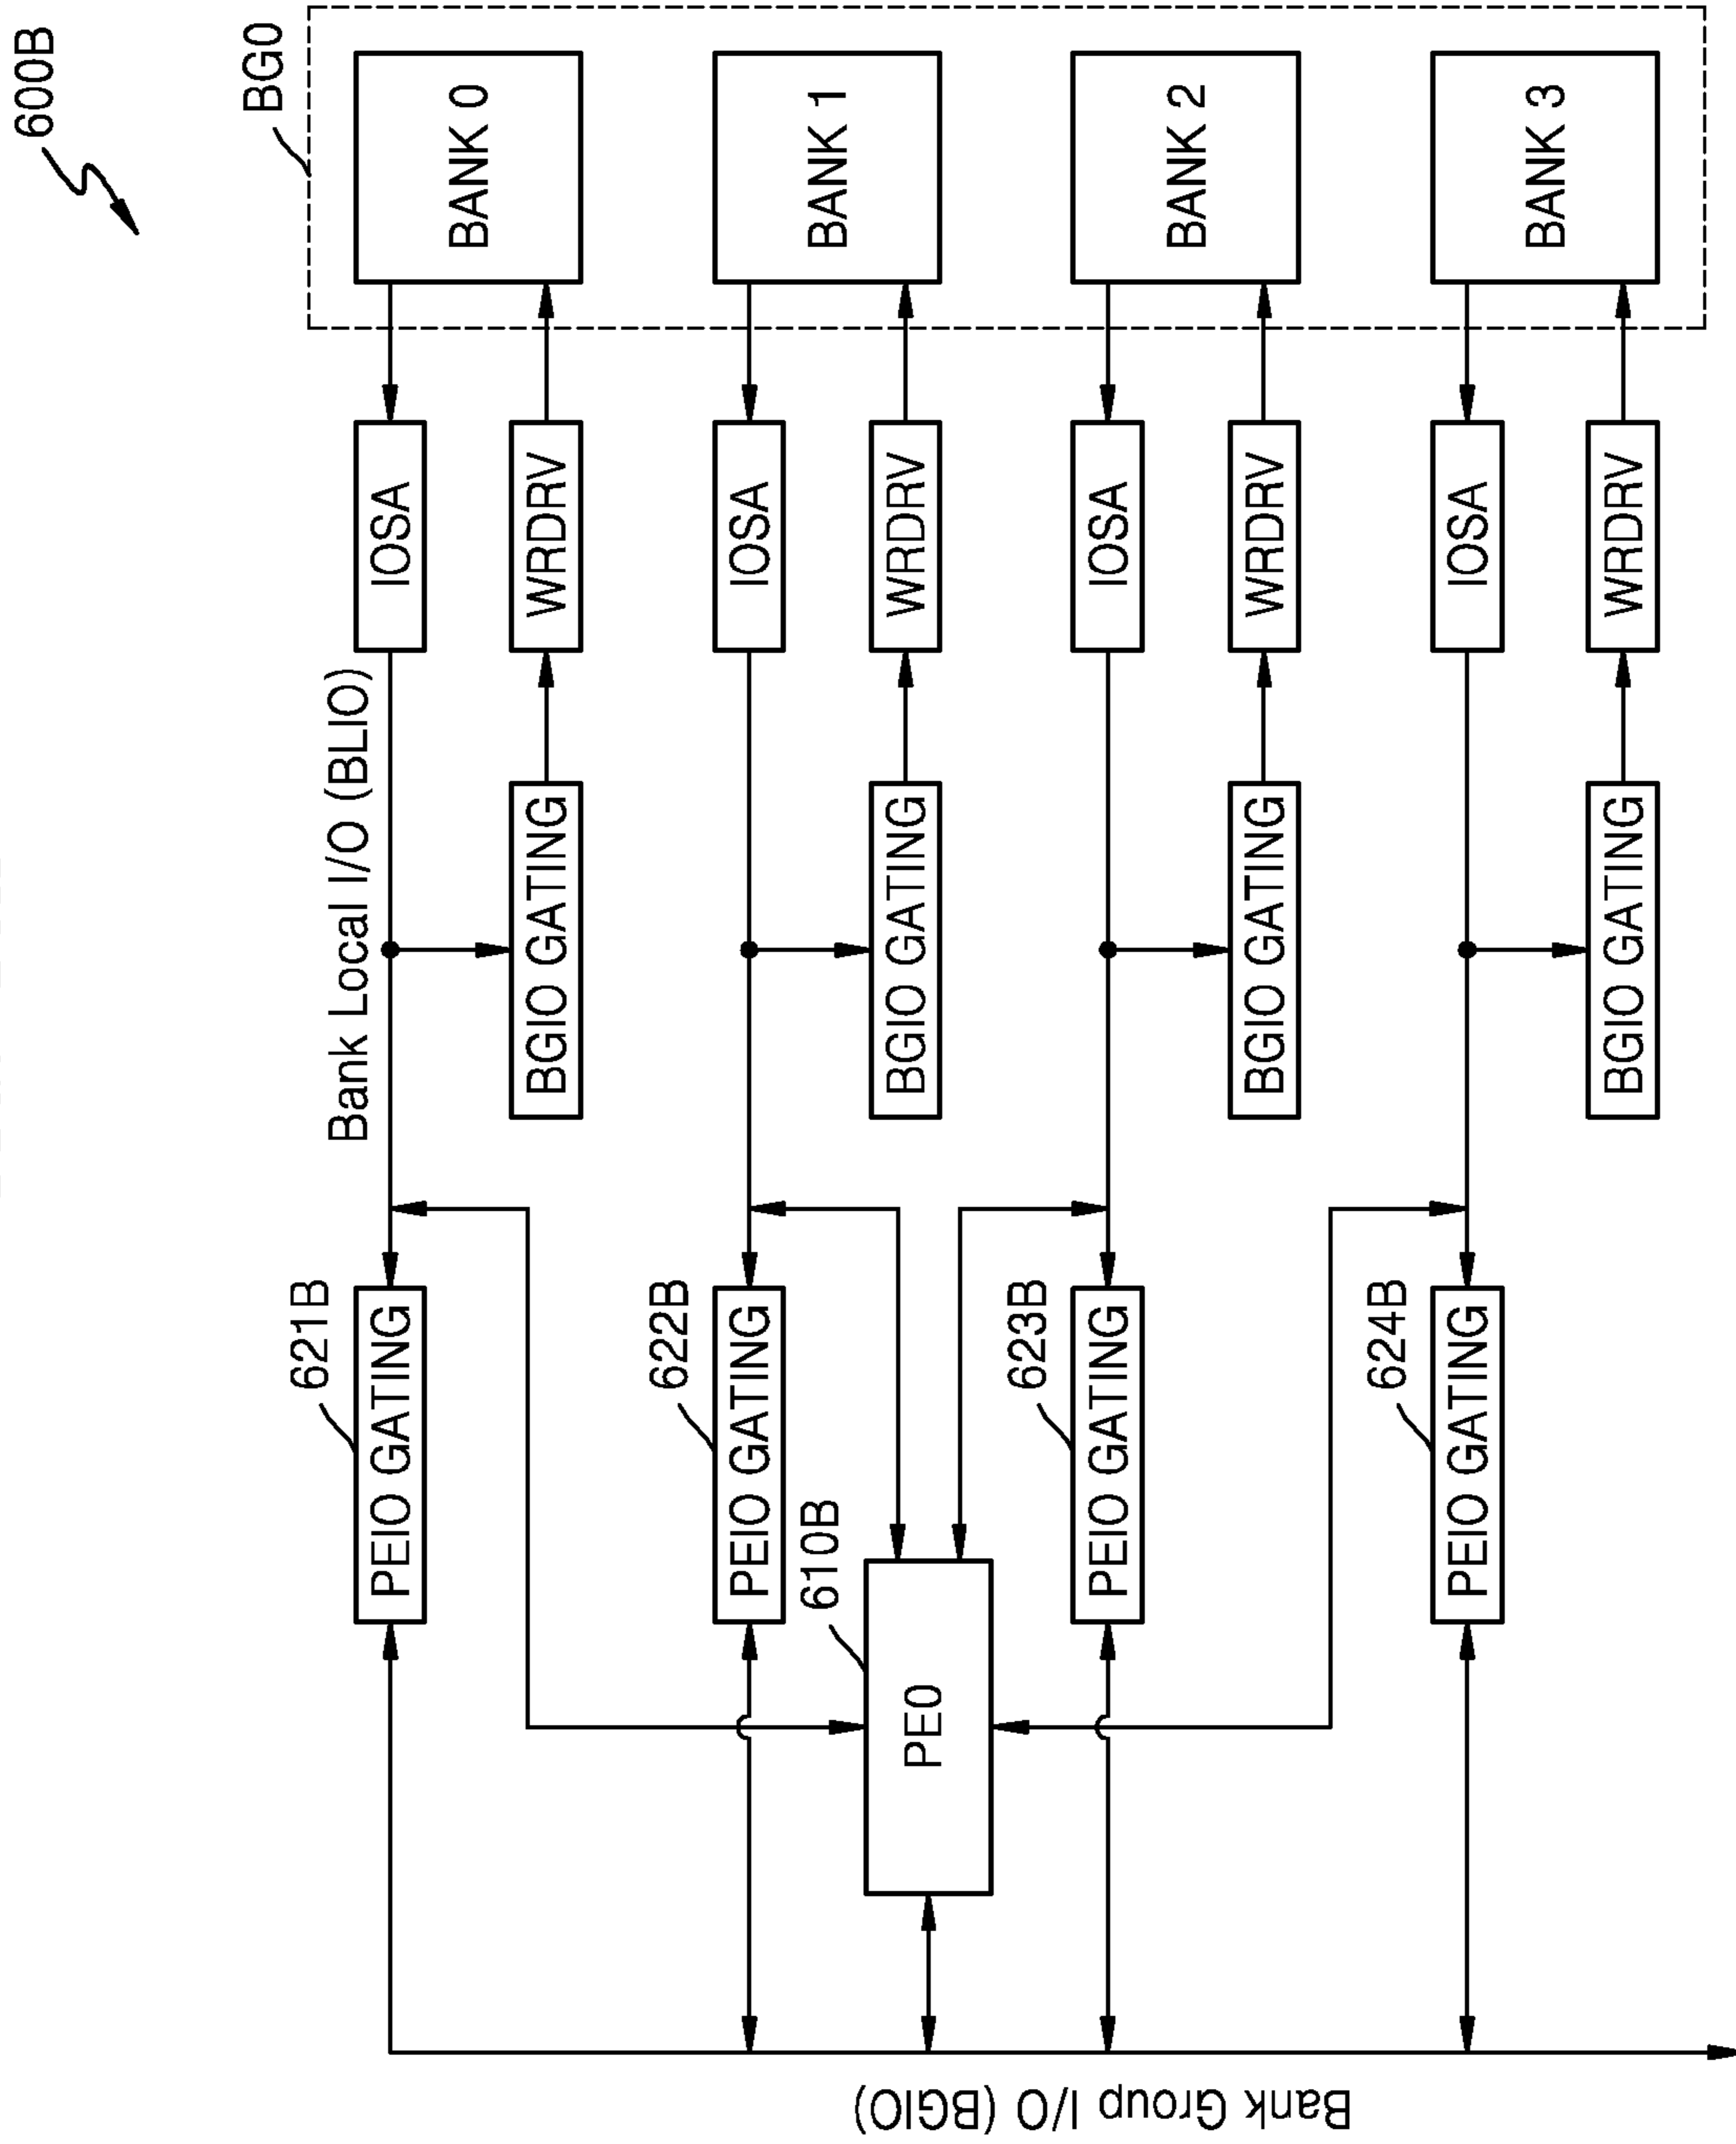 600B
BG0
BANK 0
BANK 1
BANK 2
BANK 3
IOSA
WRDRV
IOSA
WRDRV
IOSA
WRDRV
IOSA
WRDRV
Bank Local I/O (BLIO)
BGIO GATING
BGIO GATING
BGIO GATING
BGIO GATING
621B
PEIO GATING
622B
PEIO GATING
623B
PEIO GATING
624B
PEIO GATING
610B
PE0
Bank Group I/O (BGIO)